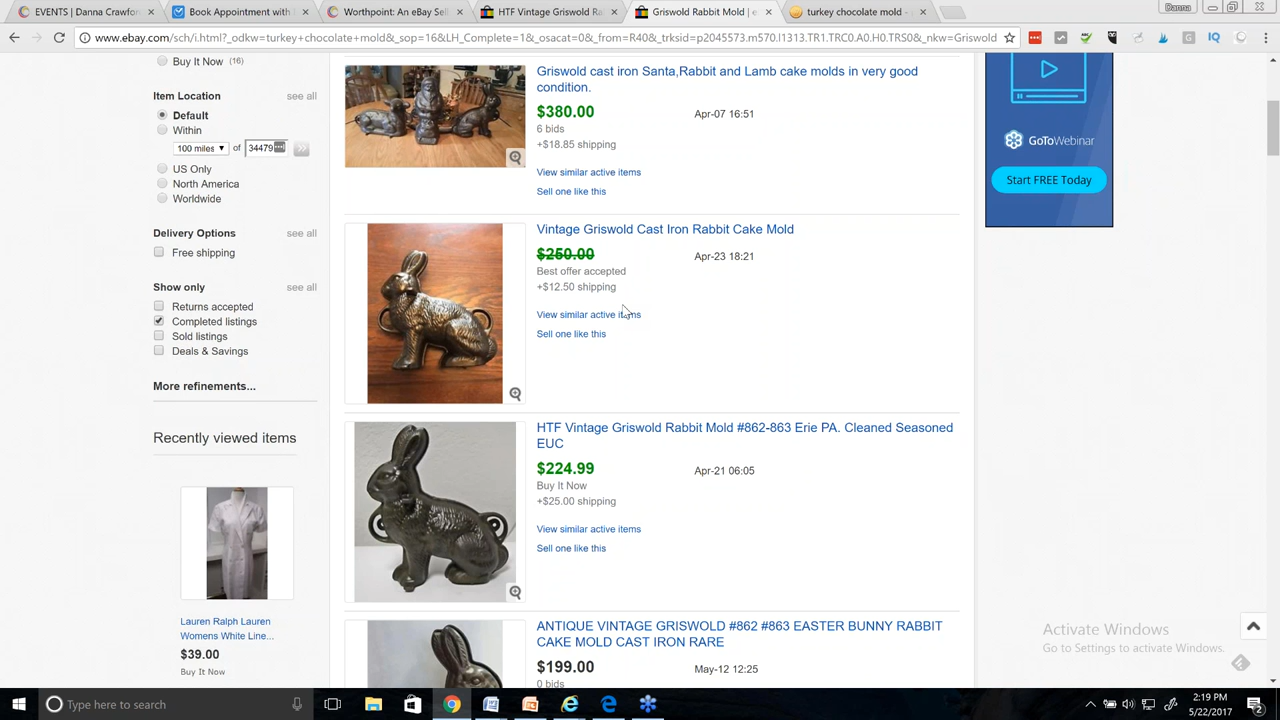 EVENTS | Danna Crawfor
Book Appointment with
Worthpoint: An eBay Sel
HTF Vintage Griswold Ra
Griswold Rabbit Mold | e
turkey chocolate mold -
Danna
www.ebay.com/sch/i.html?_odkw=turkey+chocolate+mold&_sop=16&LH_Complete=1&_osacat=0&_from=R40&_trksid=p2045573.m570.l1313.TR1.TRC0.A0.H0.TRS0&_nkw=Griswold
Buy It Now (16)
Item Location see all
Default
Within
100 miles of 34479
US Only
North America
Worldwide
Delivery Options see all
Free shipping
Show only see all
Returns accepted
Completed listings
Sold listings
Deals & Savings
More refinements...
Recently viewed items
Lauren Ralph Lauren
Womens White Line...
$39.00
Buy It Now
Griswold cast iron Santa,Rabbit and Lamb cake molds in very good
condition.
$380.00 Apr-07 16:51
6 bids
+$18.85 shipping
View similar active items
Sell one like this
Vintage Griswold Cast Iron Rabbit Cake Mold
$250.00 Apr-23 18:21
Best offer accepted
+$12.50 shipping
View similar active items
Sell one like this
HTF Vintage Griswold Rabbit Mold #862-863 Erie PA. Cleaned Seasoned
EUC
$224.99 Apr-21 06:05
Buy It Now
+$25.00 shipping
View similar active items
Sell one like this
ANTIQUE VINTAGE GRISWOLD #862 #863 EASTER BUNNY RABBIT
CAKE MOLD CAST IRON RARE
$199.00 May-12 12:25
0 bids
GoToWebinar
Start FREE Today
Activate Windows
Go to Settings to activate Windows.
Type here to search
2:19 PM
5/22/2017